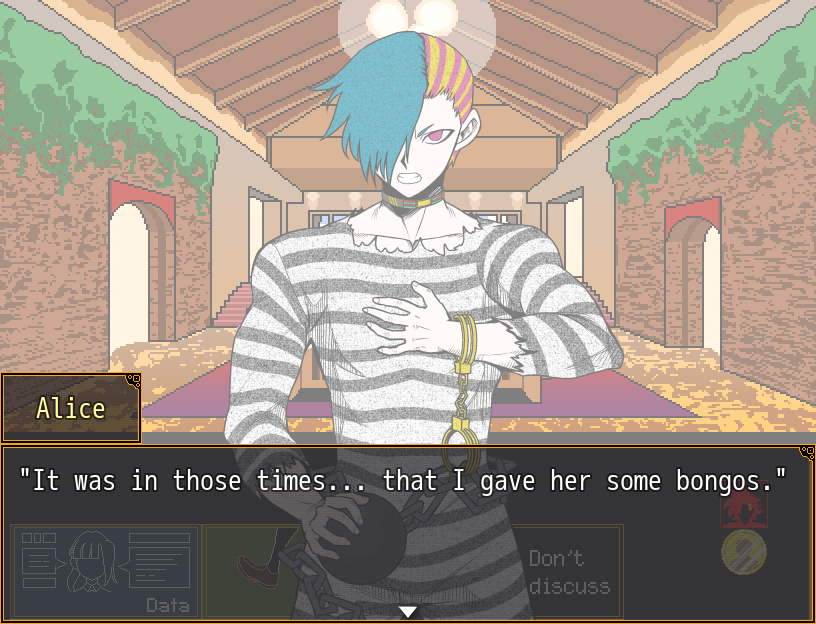 Alice
"It was in those times... that I gave her some bongos."
Data
Don't
discuss